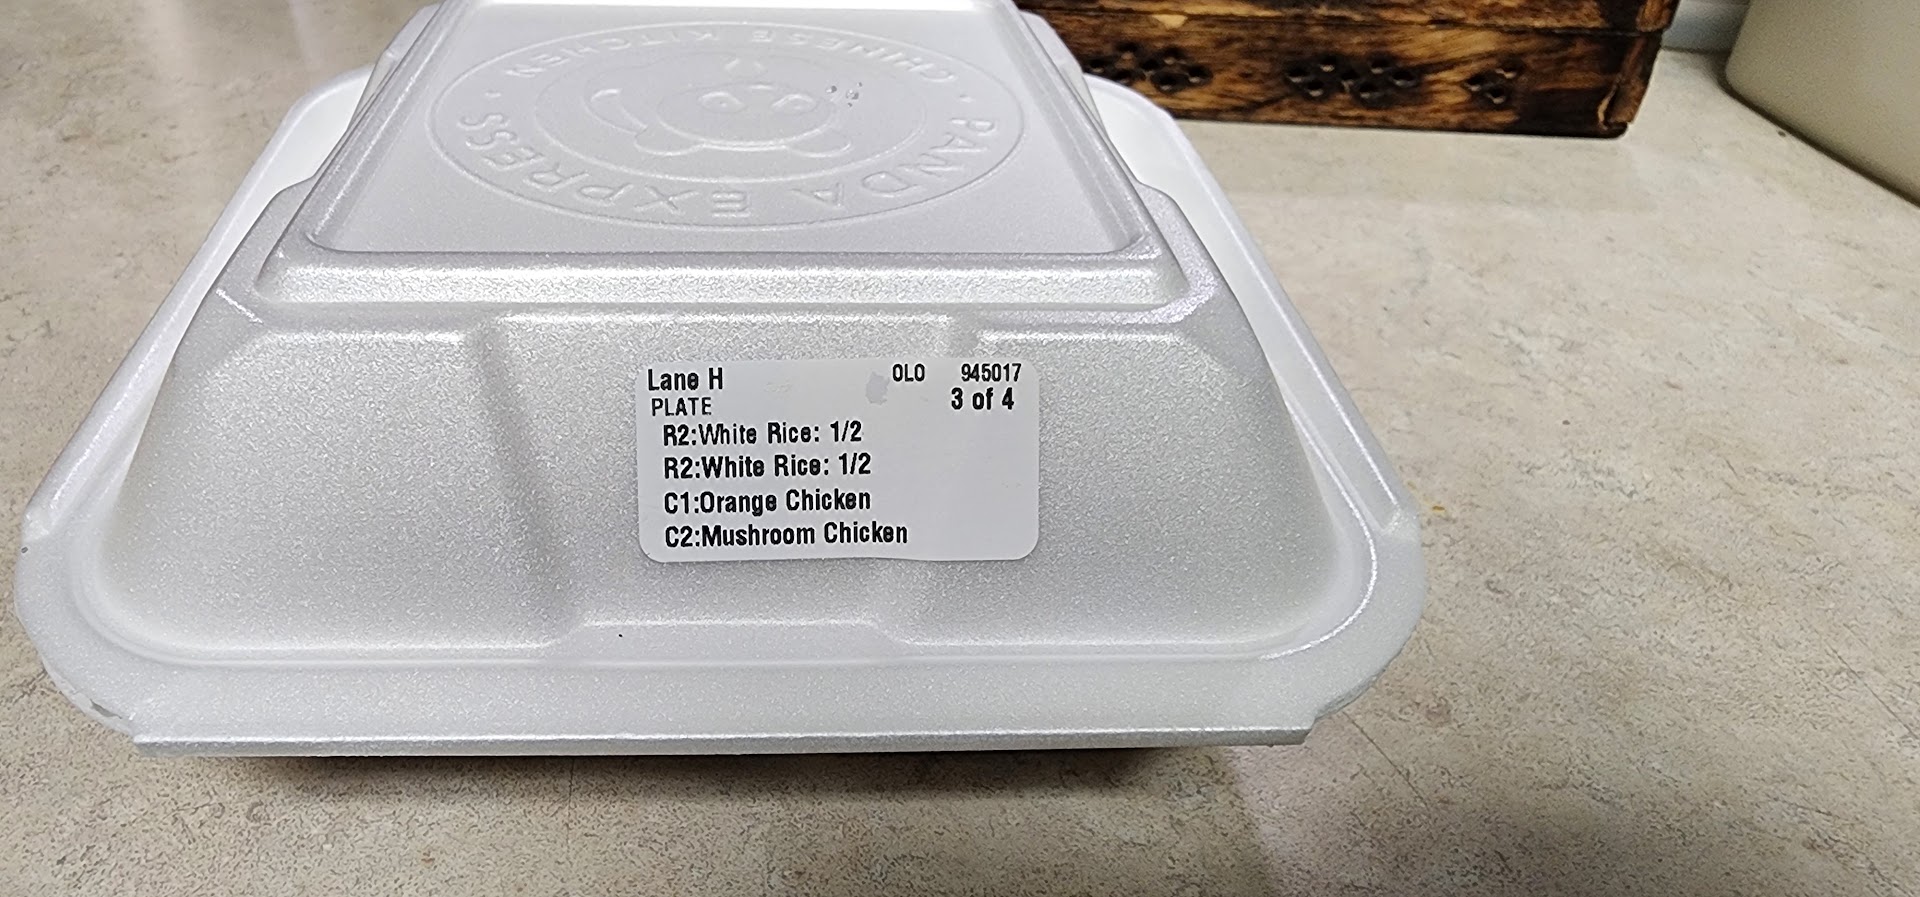 CHINESE KITCHEN
PANDA EXPRESS
Lane H OLO 945017
PLATE 3 of 4
R2:White Rice: 1/2
R2:White Rice: 1/2
C1:Orange Chicken
C2:Mushroom Chicken